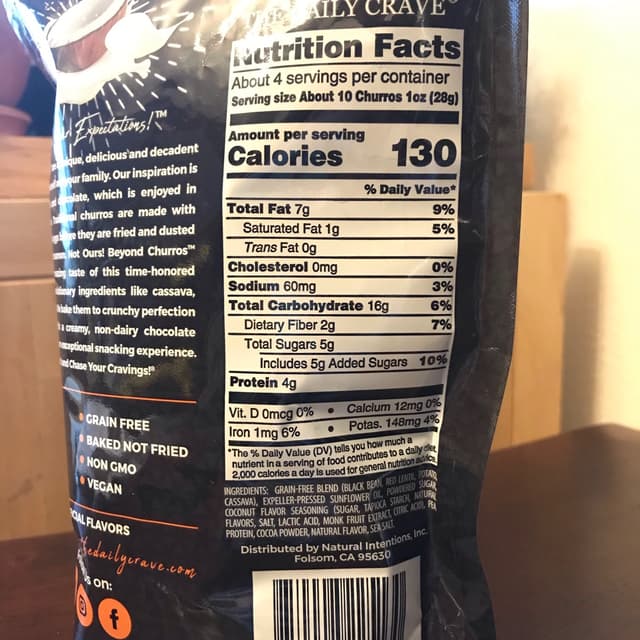 THE DAILY CRAVE®
Expectations!™
unique, delicious and decadent
your family. Our inspiration is
which is enjoyed in
churros are made with
they are fried and dusted
Not Ours! Beyond Churros™
taste of this time-honored
ingredients like cassava,
bake them to crunchy perfection
a creamy, non-dairy chocolate
exceptional snacking experience.
and Chase Your Cravings!®
GRAIN FREE
BAKED NOT FRIED
NON GMO
VEGAN
FLAVORS
thedailycrave.com
on:
f
Nutrition Facts
About 4 servings per container
Serving size About 10 Churros 1oz (28g)
Amount per serving
Calories 130
% Daily Value*
Total Fat 7g 9%
Saturated Fat 1g 5%
Trans Fat 0g
Cholesterol 0mg 0%
Sodium 60mg 3%
Total Carbohydrate 16g 6%
Dietary Fiber 2g 7%
Total Sugars 5g
Includes 5g Added Sugars 10%
Protein 4g
Vit. D 0mcg 0% • Calcium 12mg 0%
Iron 1mg 6% • Potas. 148mg 4%
*The % Daily Value (DV) tells you how much a
nutrient in a serving of food contributes to a daily diet.
2,000 calories a day is used for general nutrition advice.
INGREDIENTS: GRAIN-FREE BLEND (BLACK BEAN, RED LENTIL, POTATO,
CASSAVA), EXPELLER-PRESSED SUNFLOWER OIL, POWDERED SUGAR,
COCONUT FLAVOR SEASONING (SUGAR, TAPIOCA STARCH, NATURAL
FLAVORS, SALT, LACTIC ACID, MONK FRUIT EXTRACT, CITRIC ACID, PEA
PROTEIN, COCOA POWDER, NATURAL FLAVOR, SEA SALT.
Distributed by Natural Intentions, Inc.
Folsom, CA 95630